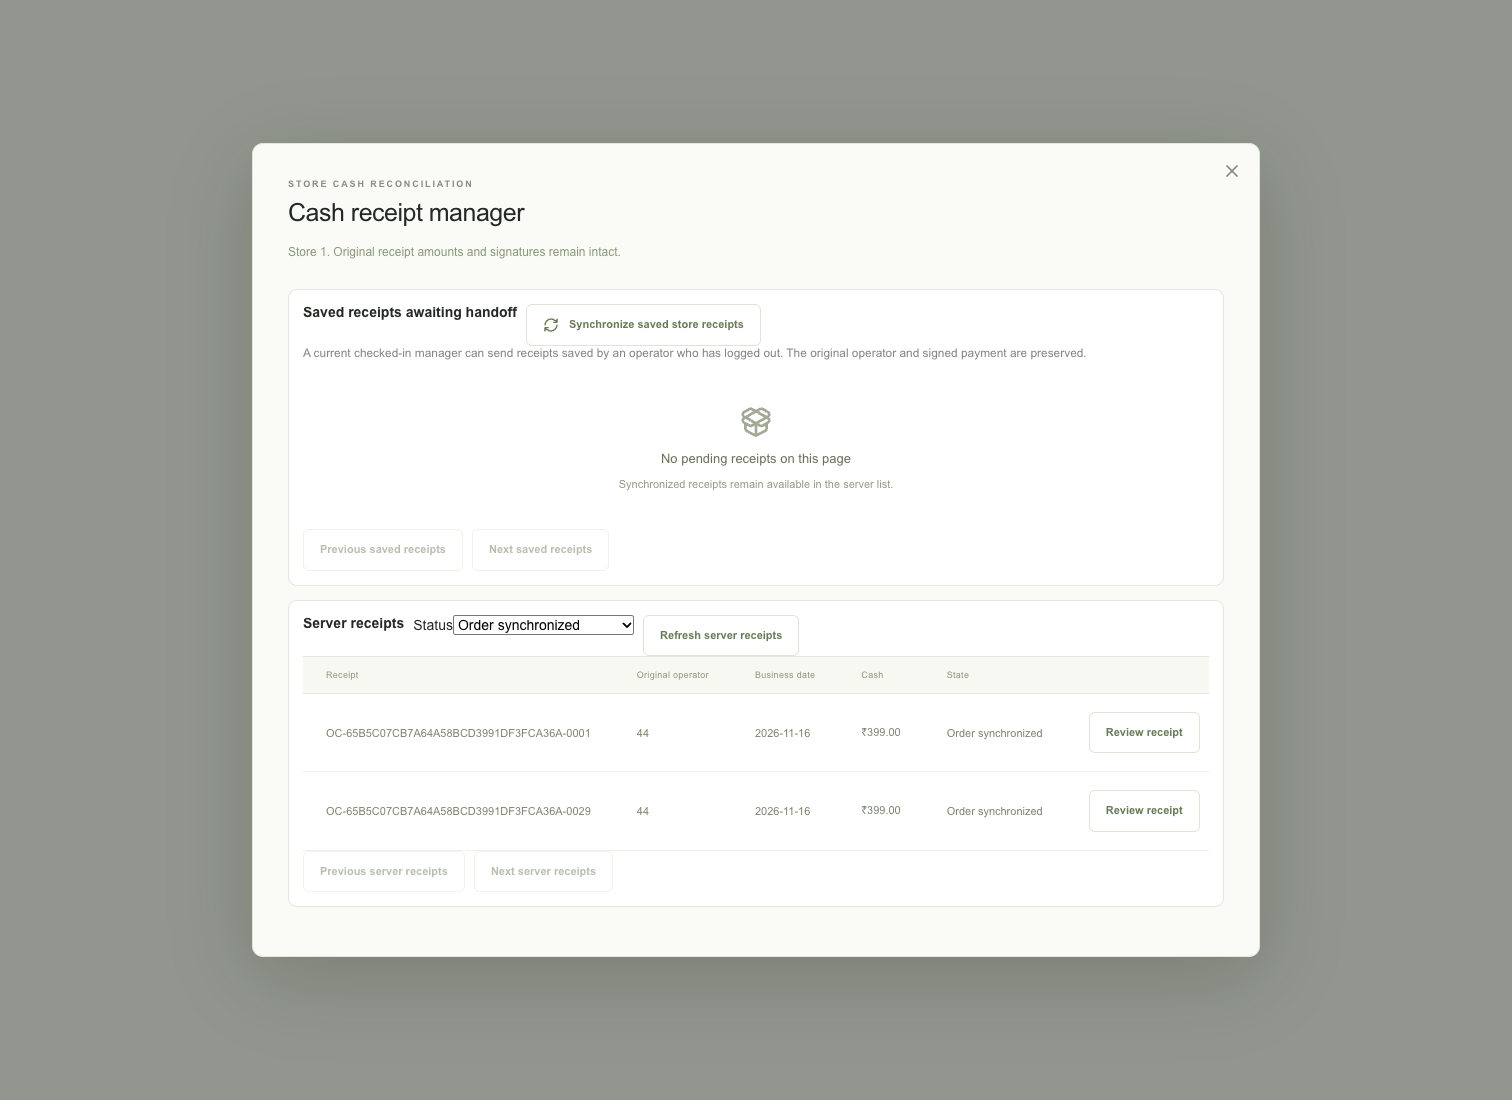 STORE CASH RECONCILIATION
Cash receipt manager
Store 1. Original receipt amounts and signatures remain intact.
Saved receipts awaiting handoff Synchronize saved store receipts
A current checked-in manager can send receipts saved by an operator who has logged out. The original operator and signed payment are preserved.
No pending receipts on this page
Synchronized receipts remain available in the server list.
Previous saved receipts Next saved receipts
Server receipts Status Order synchronized Refresh server receipts
Receipt Original operator Business date Cash State
OC-65B5C07CB7A64A58BCD3991DF3FCA36A-0001 44 2026-11-16 ₹399.00 Order synchronized Review receipt
OC-65B5C07CB7A64A58BCD3991DF3FCA36A-0029 44 2026-11-16 ₹399.00 Order synchronized Review receipt
Previous server receipts Next server receipts